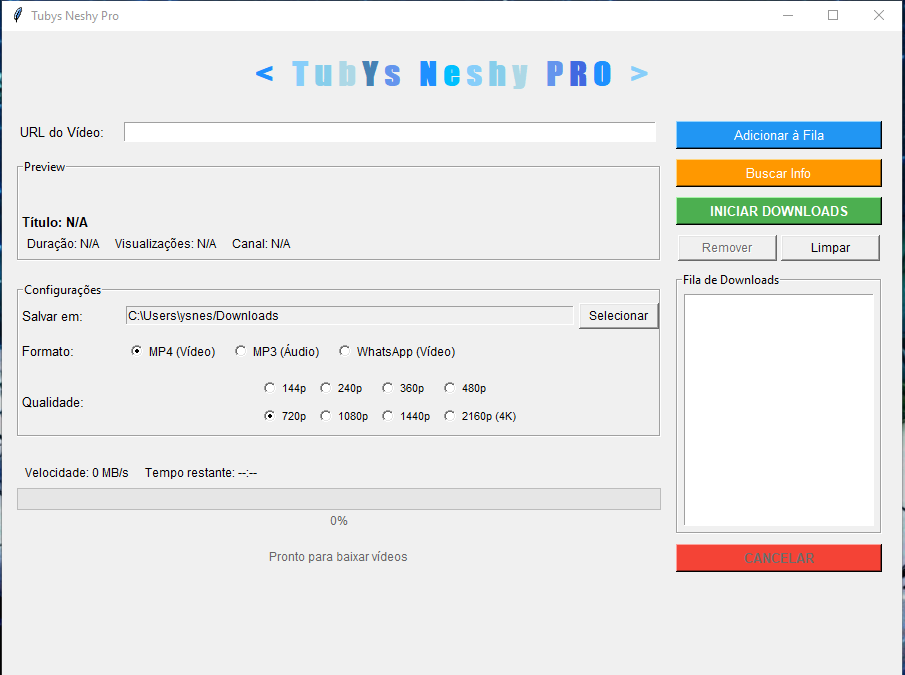 Tubys Neshy Pro
< TubYs Neshy PRO >
URL do Vídeo:
Adicionar à Fila
Preview
Buscar Info
Título: N/A
INICIAR DOWNLOADS
Duração: N/A Visualizações: N/A Canal: N/A
Remover Limpar
Configurações
Fila de Downloads
Salvar em: C:\Users\ysnes/Downloads Selecionar
Formato: MP4 (Vídeo) MP3 (Áudio) WhatsApp (Vídeo)
Qualidade:
144p 240p 360p 480p
720p 1080p 1440p 2160p (4K)
Velocidade: 0 MB/s Tempo restante: --:--
0%
Pronto para baixar vídeos
CANCELAR